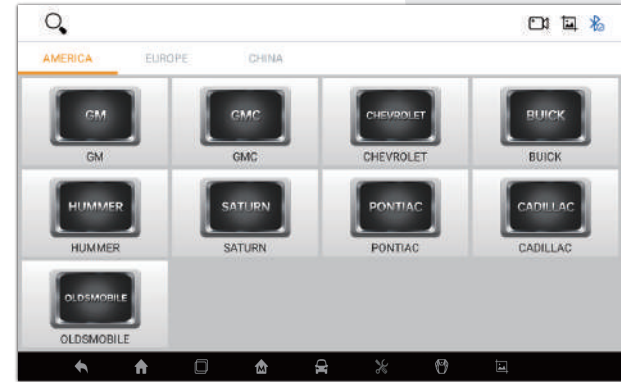 AMERICA EUROPE CHINA
GM GMC CHEVROLET BUICK
GM GMC CHEVROLET BUICK
HUMMER SATURN PONTIAC CADILLAC
HUMMER SATURN PONTIAC CADILLAC
OLDSMOBILE
OLDSMOBILE
M